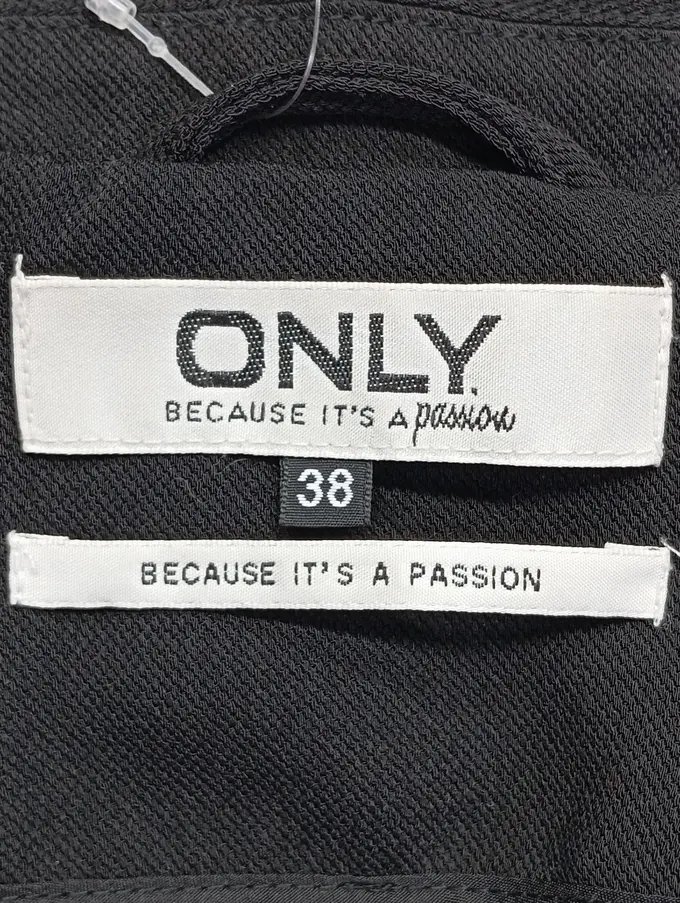 ONLY.
BECAUSE IT'S A passion
38
BECAUSE IT'S A PASSION